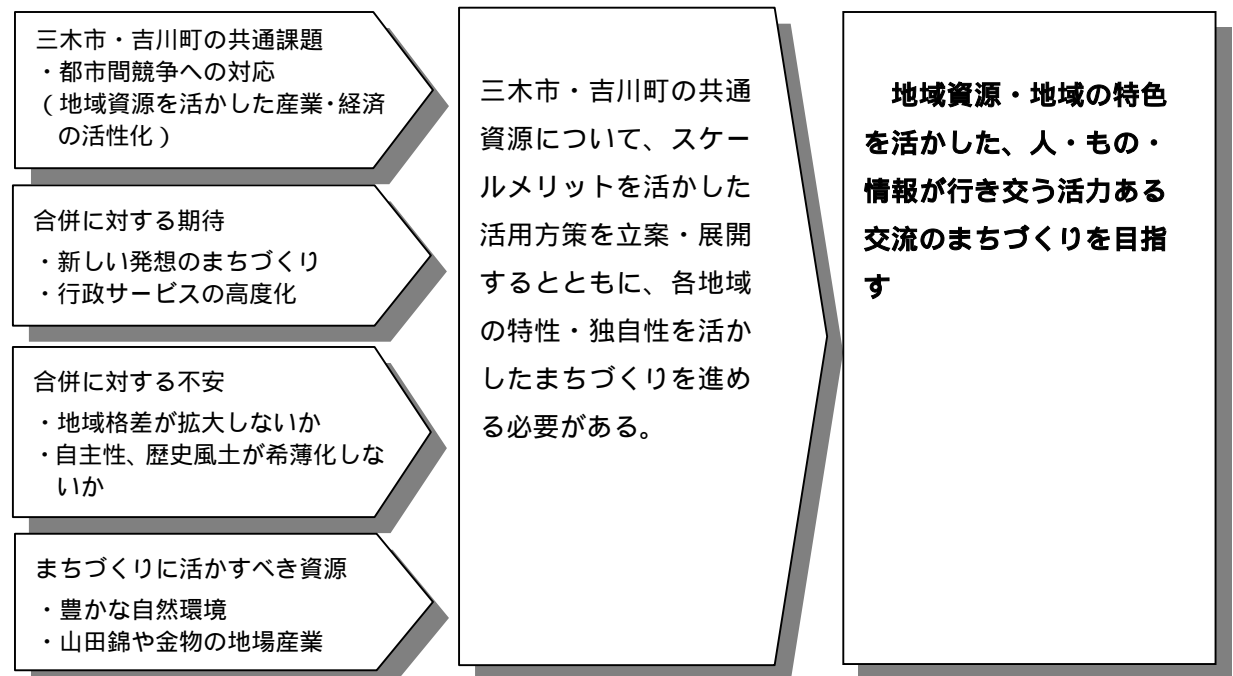 三木市・吉川町の共通課題
・都市間競争への対応
（地域資源を活かした産業・経済
の活性化）
合併に対する期待
・新しい発想のまちづくり
・行政サービスの高度化
合併に対する不安
・地域格差が拡大しないか
・自主性、歴史風土が希薄化しな
いか
まちづくりに活かすべき資源
・豊かな自然環境
・山田錦や金物の地場産業
三木市・吉川町の共通
資源について、スケー
ルメリットを活かした
活用方策を立案・展開
するとともに、各地域
の特性・独自性を活か
したまちづくりを進め
る必要がある。
地域資源・地域の特色
を活かした、人・もの・
情報が行き交う活力ある
交流のまちづくりを目指
す